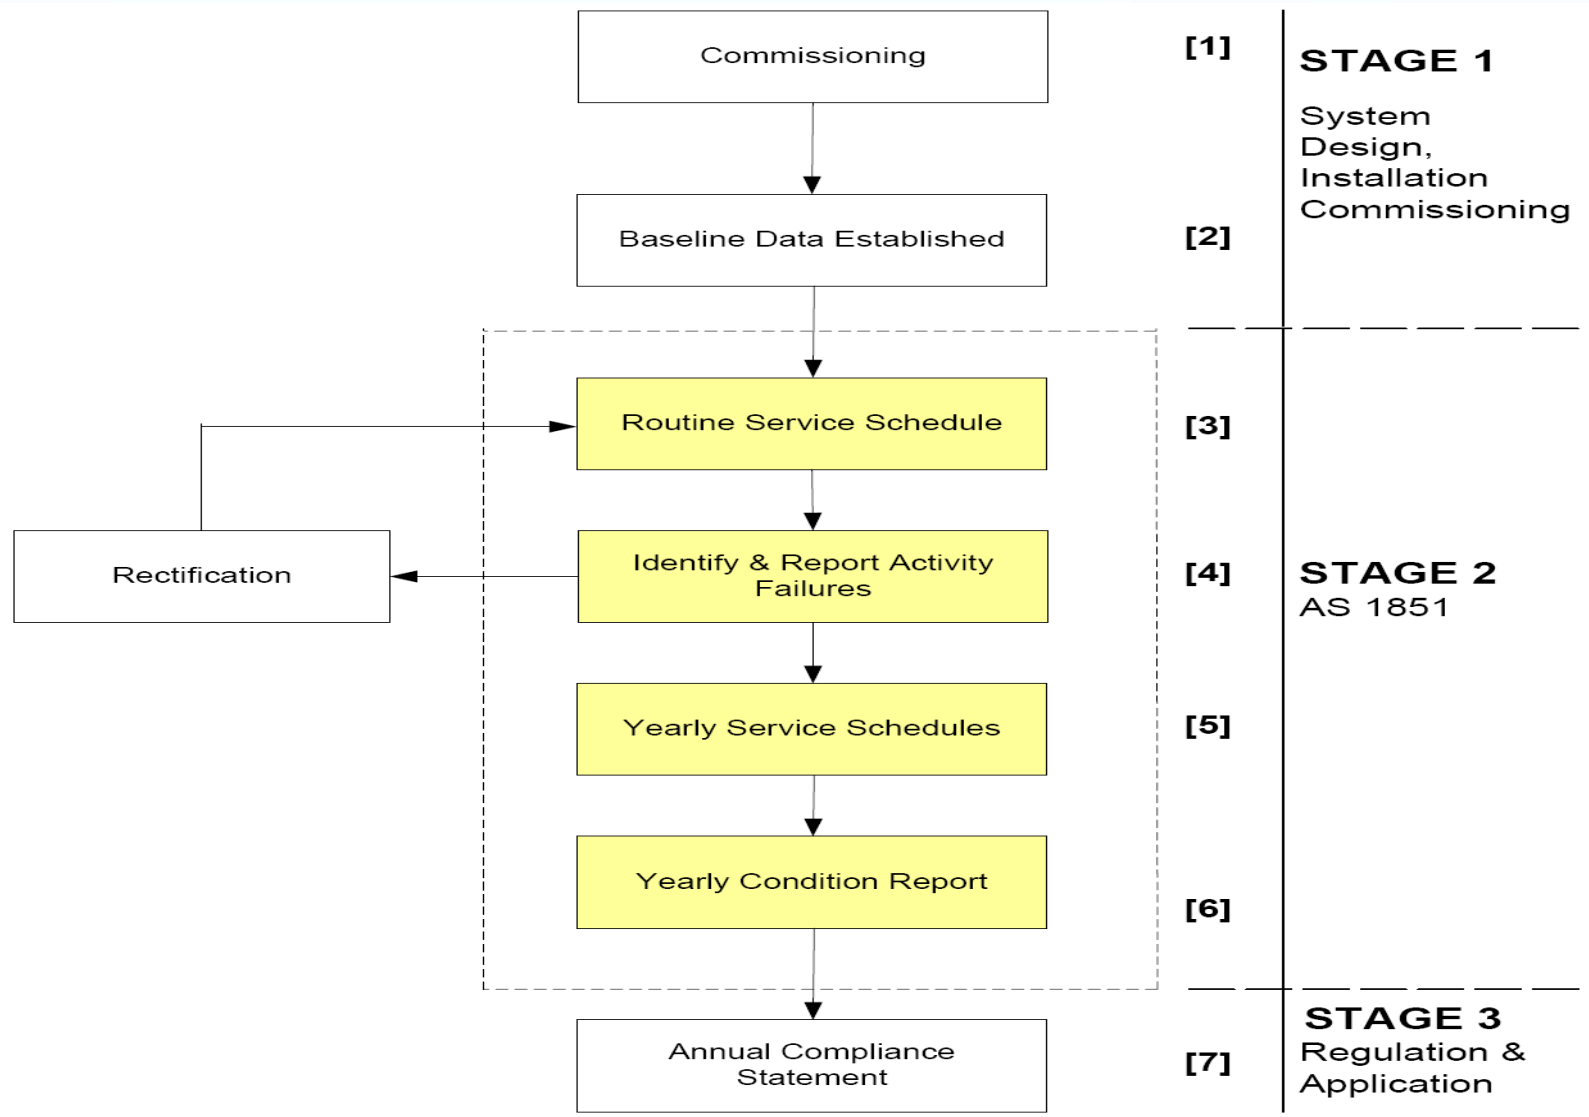 Commissioning
[1]
STAGE 1
System
Design,
Installation
Commissioning
Baseline Data Established
[2]
Routine Service Schedule
[3]
Rectification
Identify & Report Activity
Failures
[4]
STAGE 2
AS 1851
Yearly Service Schedules
[5]
Yearly Condition Report
[6]
Annual Compliance
Statement
[7]
STAGE 3
Regulation &
Application